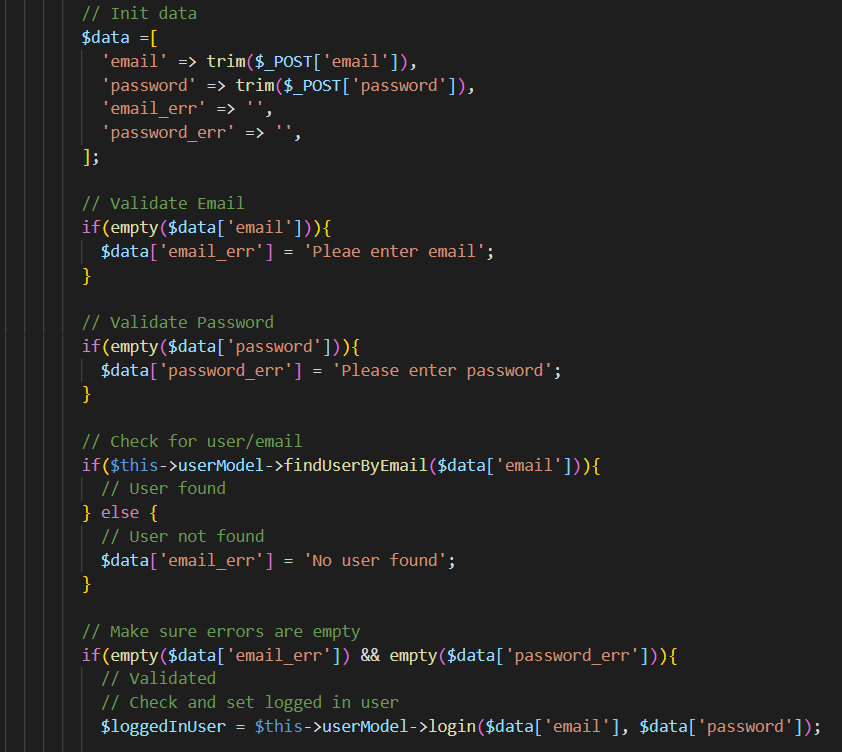 // Init data
$data =[
'email' => trim($_POST['email']),
'password' => trim($_POST['password']),
'email_err' => '',
'password_err' => '',
];
// Validate Email
if(empty($data['email'])){
$data['email_err'] = 'Pleae enter email';
}
// Validate Password
if(empty($data['password'])){
$data['password_err'] = 'Please enter password';
}
// Check for user/email
if($this->userModel->findUserByEmail($data['email'])){
// User found
} else {
// User not found
$data['email_err'] = 'No user found';
}
// Make sure errors are empty
if(empty($data['email_err']) && empty($data['password_err'])){
// Validated
// Check and set logged in user
$loggedInUser = $this->userModel->login($data['email'], $data['password']);